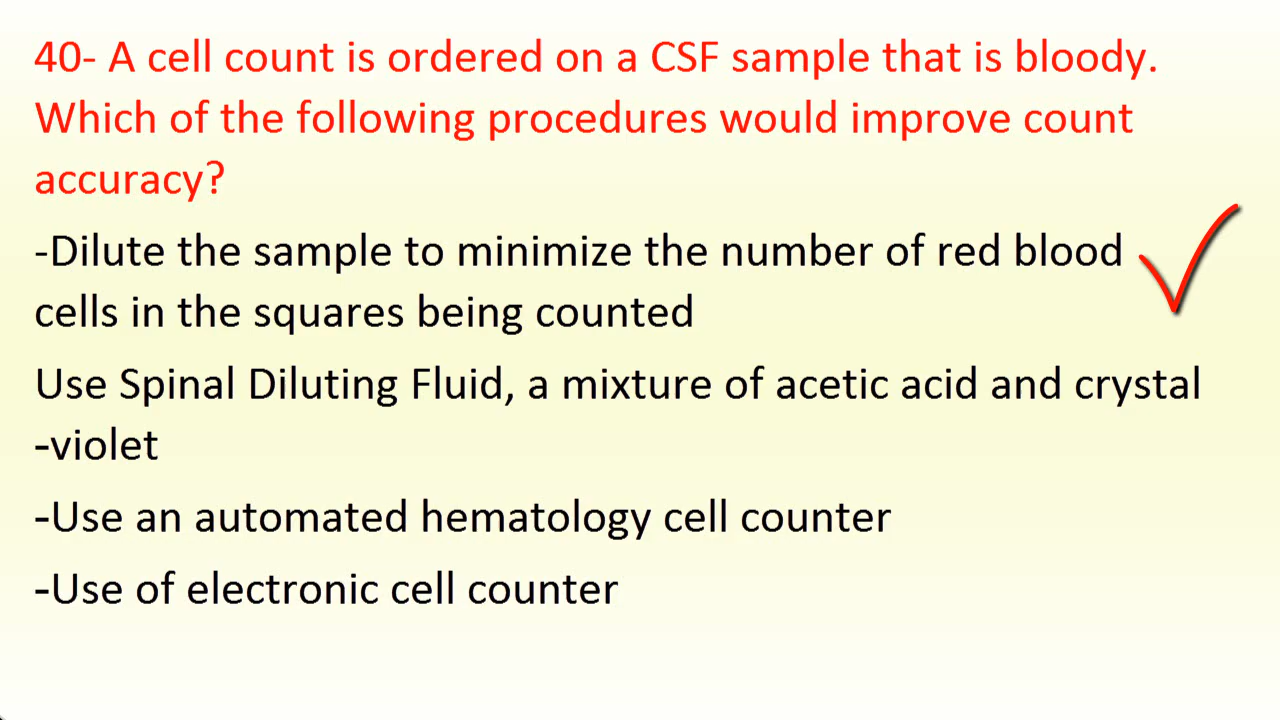 40- A cell count is ordered on a CSF sample that is bloody.
Which of the following procedures would improve count
accuracy?
-Dilute the sample to minimize the number of red blood
cells in the squares being counted
Use Spinal Diluting Fluid, a mixture of acetic acid and crystal
-violet
-Use an automated hematology cell counter
-Use of electronic cell counter